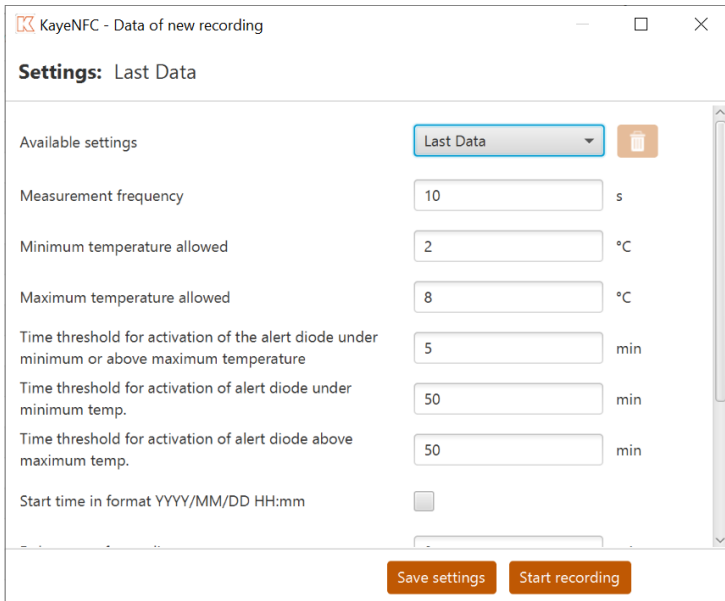 KayeNFC - Data of new recording
Settings: Last Data
Available settings Last Data
Measurement frequency 10 s
Minimum temperature allowed 2 °C
Maximum temperature allowed 8 °C
Time threshold for activation of the alert diode under
minimum or above maximum temperature 5 min
Time threshold for activation of alert diode under
minimum temp. 50 min
Time threshold for activation of alert diode above
maximum temp. 50 min
Start time in format YYYY/MM/DD HH:mm
Save settings Start recording